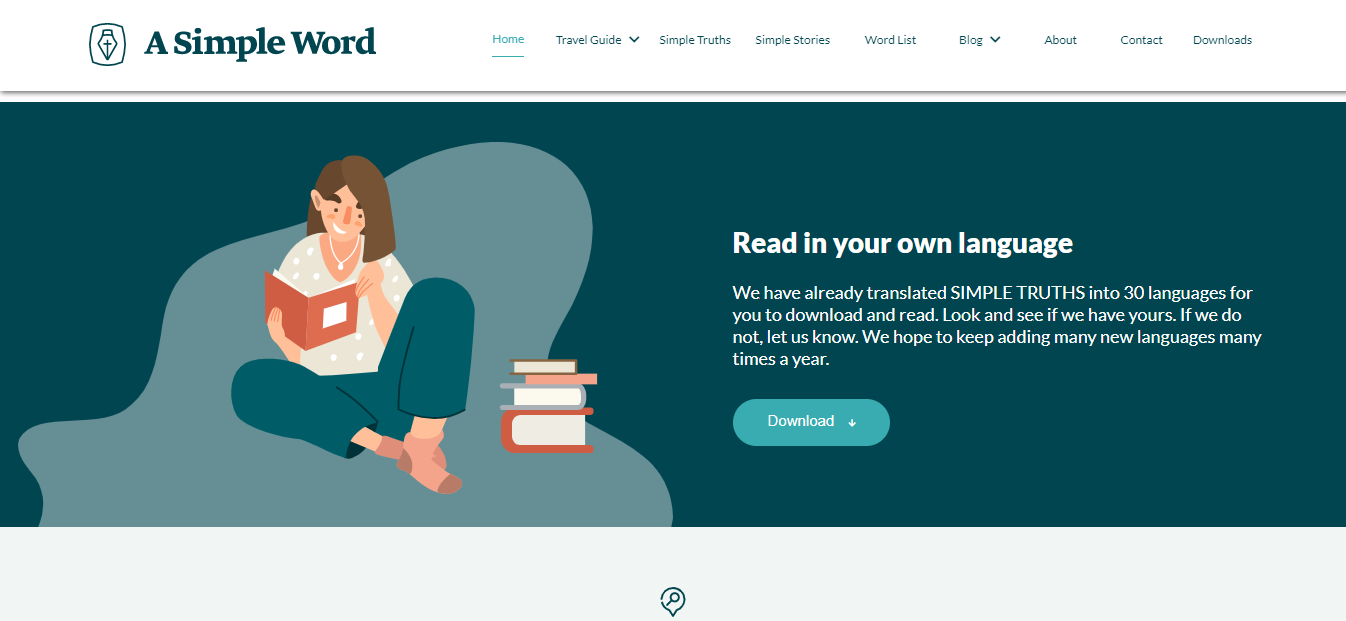 A Simple Word
Home
Travel Guide
Simple Truths
Simple Stories
Word List
Blog
About
Contact
Downloads
Read in your own language
We have already translated SIMPLE TRUTHS into 30 languages for
you to download and read. Look and see if we have yours. If we do
not, let us know. We hope to keep adding many new languages many
times a year.
Download